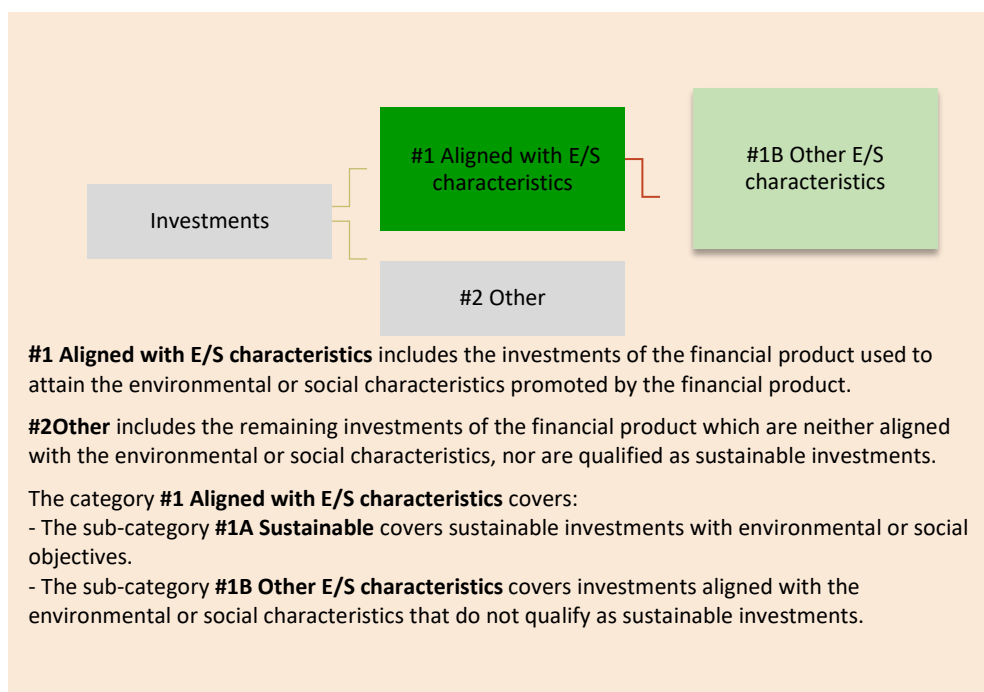 #1 Aligned with E/S
characteristics
#1B Other E/S
characteristics
Investments
#2 Other
#1 Aligned with E/S characteristics includes the investments of the financial product used to
attain the environmental or social characteristics promoted by the financial product.
#2Other includes the remaining investments of the financial product which are neither aligned
with the environmental or social characteristics, nor are qualified as sustainable investments.
The category #1 Aligned with E/S characteristics covers:
- The sub-category #1A Sustainable covers sustainable investments with environmental or social
objectives.
- The sub-category #1B Other E/S characteristics covers investments aligned with the
environmental or social characteristics that do not qualify as sustainable investments.